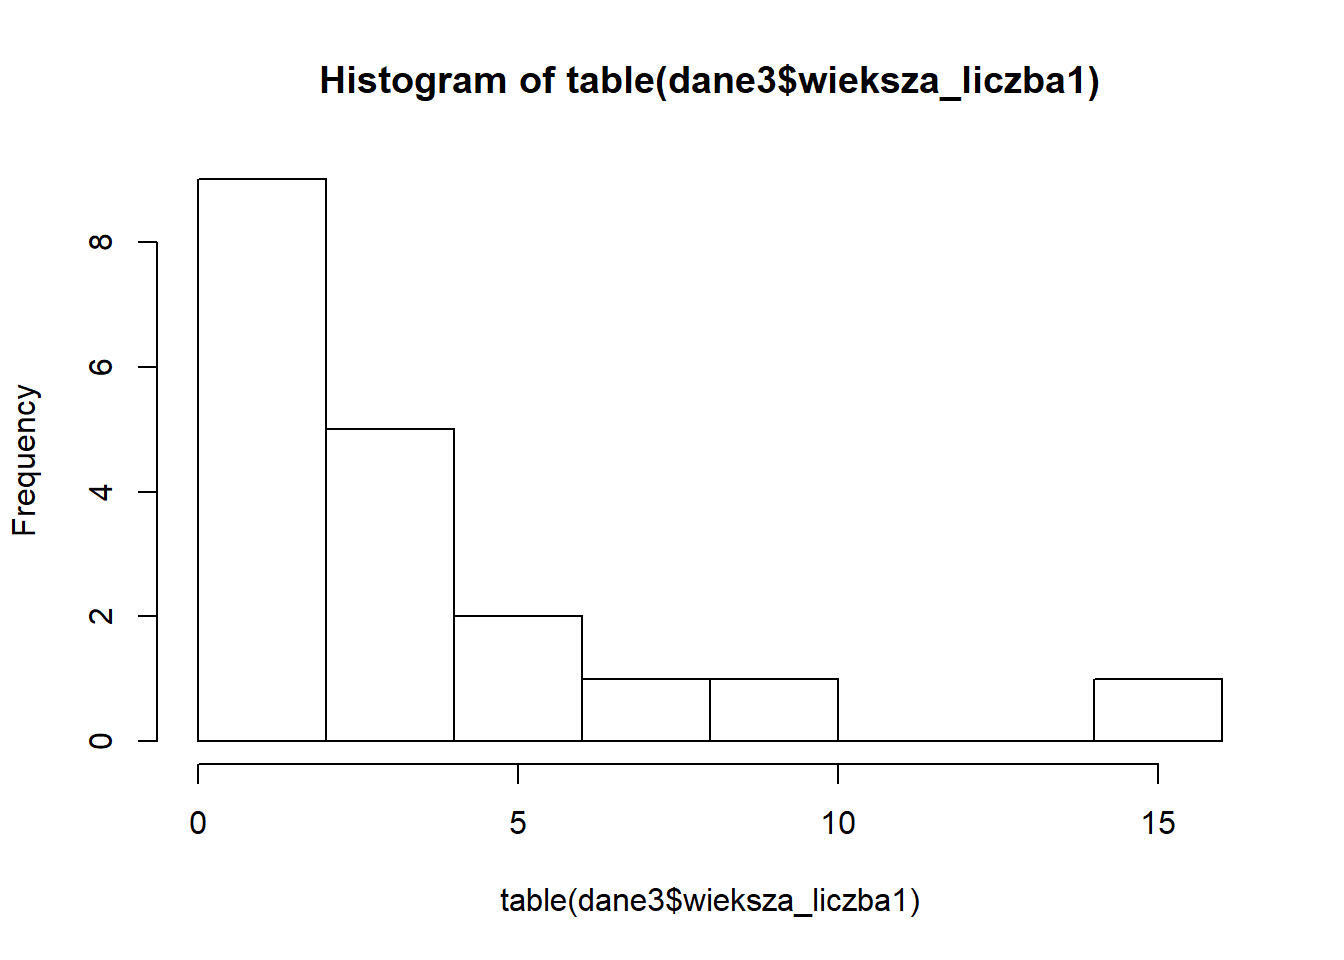 Histogram of table(dane3$wieksza_liczba1)
Frequency
8
6
4
2
0
0 5 10 15
table(dane3$wieksza_liczba1)